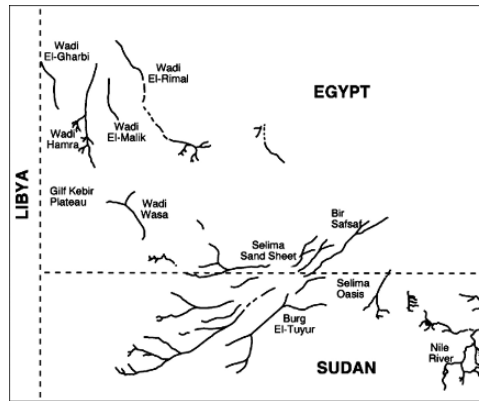 Wadi
El-Gharbi
Wadi
El-Rimal
EGYPT
Wadi
Hamra
Wadi
El-Malik
LIBYA
Gilf Kebir
Plateau
Wadi
Wasa
Bir
Safsaf
Selima
Sand Sheet
Selima
Oasis
Burg
El-Tuyur
SUDAN
Nile
River